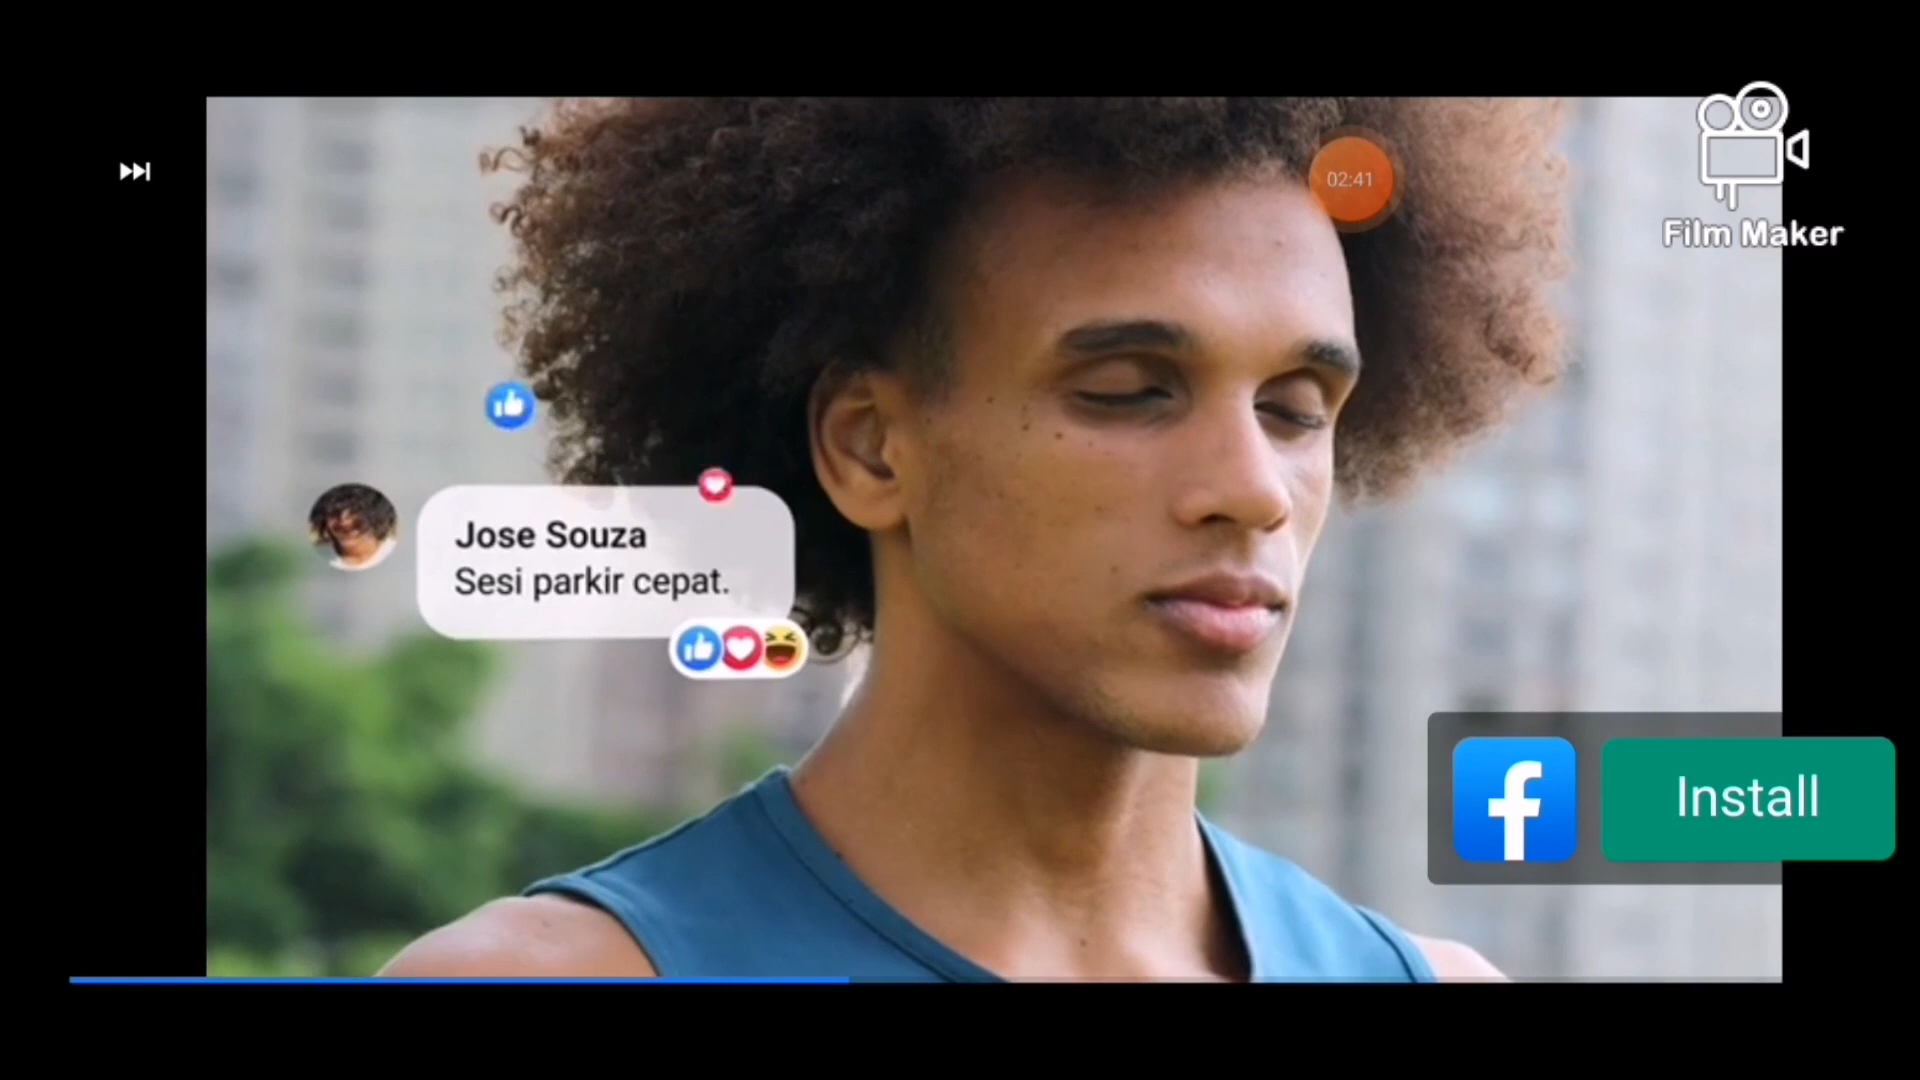 02:41
Film Maker
Jose Souza
Sesi parkir cepat.
Install